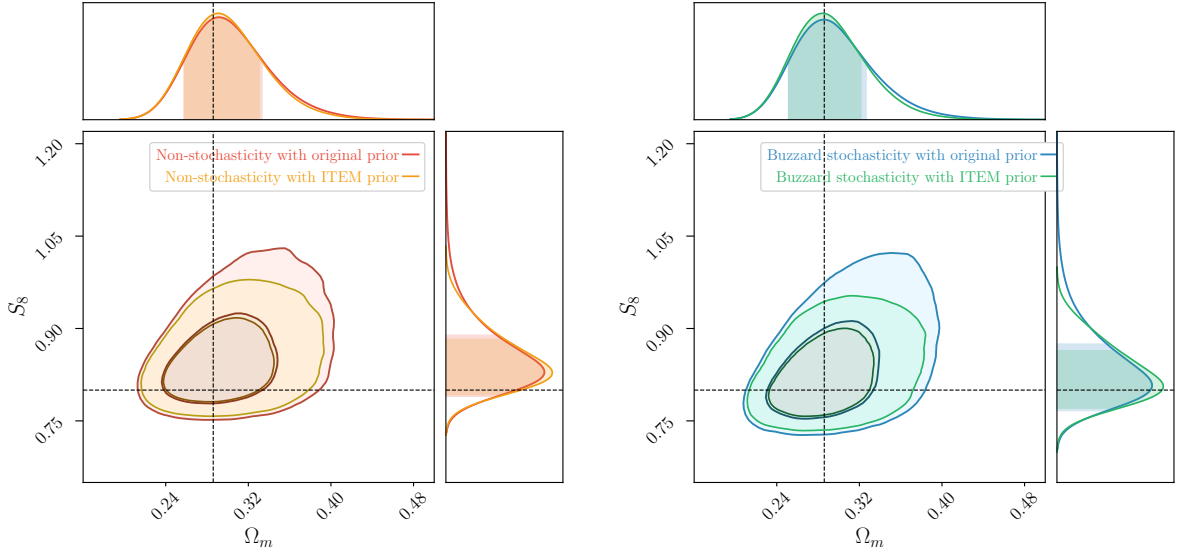 Non-stochasticity with original prior
Non-stochasticity with ITEM prior
1.20
1.05
0.90
0.75
S₈
0.24
0.32
0.40
0.48
Ωₘ
Buzzard stochasticity with original prior
Buzzard stochasticity with ITEM prior
1.20
1.05
0.90
0.75
S₈
0.24
0.32
0.40
0.48
Ωₘ